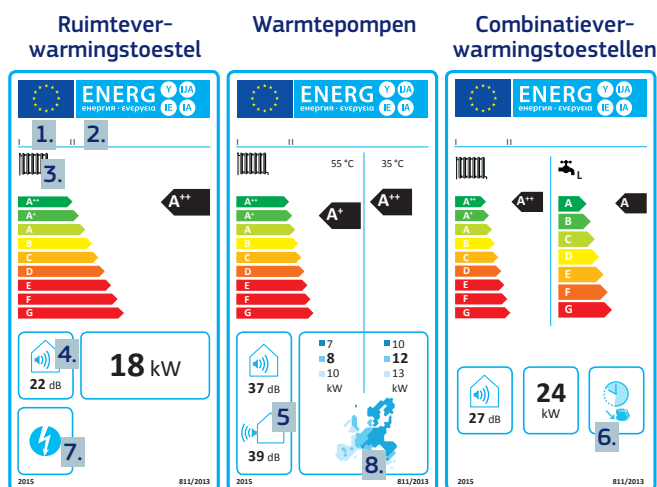 Ruimtever-
warmingstoestel
ENERG Y IJA
енергия · ενεργεια IE IA
1. 2.
I II
3.
A++
A++
A+
A
B
C
D
E
F
G
4.
22 dB
18 kW
7.
2015 811/2013
Warmtepompen
ENERG Y IJA
енергия · ενεργεια IE IA
I II
55 °C 35 °C
A++
A+
A
B
C
D
E
F
G
A+
A++
37 dB
5
39 dB
7 10
8 12
10 13
kW kW
8.
2015 811/2013
Combinatiever-
warmingstoestellen
ENERG Y IJA
енергия · ενεργεια IE IA
I II
L
A++
A+
A
B
C
D
E
F
G
A++
A
B
C
D
E
F
G
A
27 dB
24
kW
6.
2015 811/2013